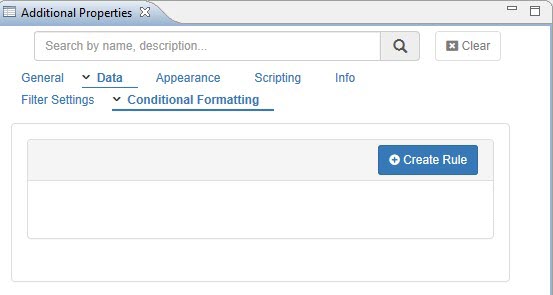 Additional Properties
Search by name, description...
Clear
General Data Appearance Scripting Info
Filter Settings Conditional Formatting
Create Rule